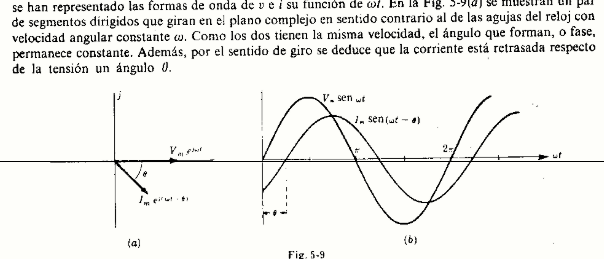 se han representado las formas de onda de v e i su función de ωt. En la Fig. 5-9(a) se muestran un par
de segmentos dirigidos que giran en el plano complejo en sentido contrario al de las agujas del reloj con
velocidad angular constante ω. Como los dos tienen la misma velocidad, el ángulo que forman, o fase,
permanece constante. Además, por el sentido de giro se deduce que la corriente está retrasada respecto
de la tensión un ángulo θ.
j
V_m e^jωt
θ
I_m e^j(ωt - θ)
(a)
V_m sen ωt
I_m sen (ωt - θ)
π
2π
ωt
θ
(b)
Fig. 5-9